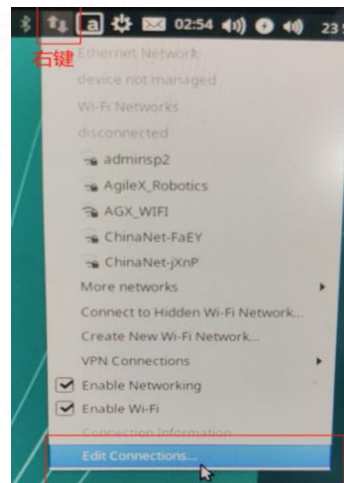 a 02:54 23 5
右键
Ethernet Network
device not managed
Wi-Fi Networks
disconnected
adminsp2
AgileX_Robotics
AGX_WIFI
ChinaNet-FaEY
ChinaNet-jXnP
More networks
Connect to Hidden Wi-Fi Network...
Create New Wi-Fi Network...
VPN Connections
Enable Networking
Enable Wi-Fi
Connection Information
Edit Connections...